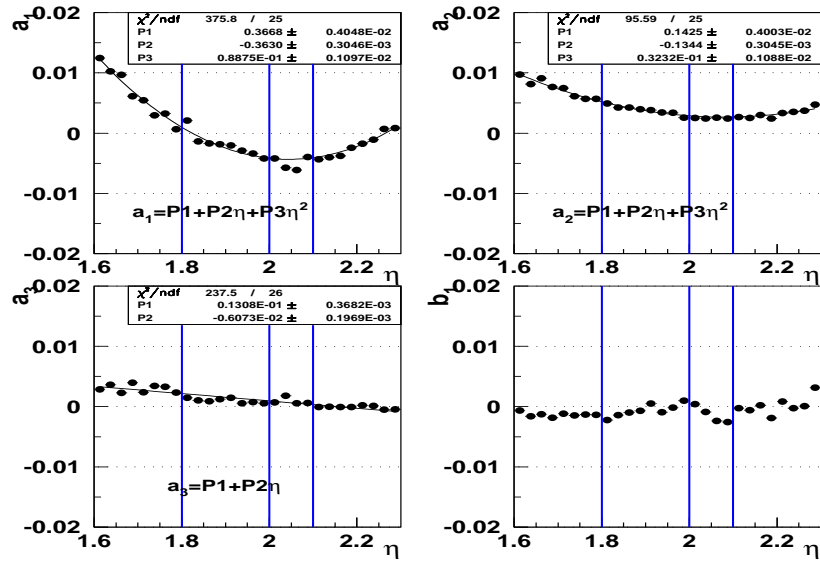 a₁
χ²/ndf 375.8 / 25
P1 0.3668 ± 0.4048E-02
P2 -0.3630 ± 0.3046E-03
P3 0.8875E-01 ± 0.1097E-02
0.02
0.01
0
-0.01
-0.02
a₁=P1+P2η+P3η²
1.6 1.8 2 2.2 η
a₂
χ²/ndf 95.59 / 25
P1 0.1425 ± 0.4003E-02
P2 -0.1344 ± 0.3045E-03
P3 0.3232E-01 ± 0.1088E-02
0.02
0.01
0
-0.01
-0.02
a₂=P1+P2η+P3η²
1.6 1.8 2 2.2 η
a₃
χ²/ndf 237.5 / 26
P1 0.1308E-01 ± 0.3682E-03
P2 -0.6073E-02 ± 0.1969E-03
0.02
0.01
0
-0.01
-0.02
a₃=P1+P2η
1.6 1.8 2 2.2 η
b₁
0.02
0.01
0
-0.01
-0.02
1.6 1.8 2 2.2 η